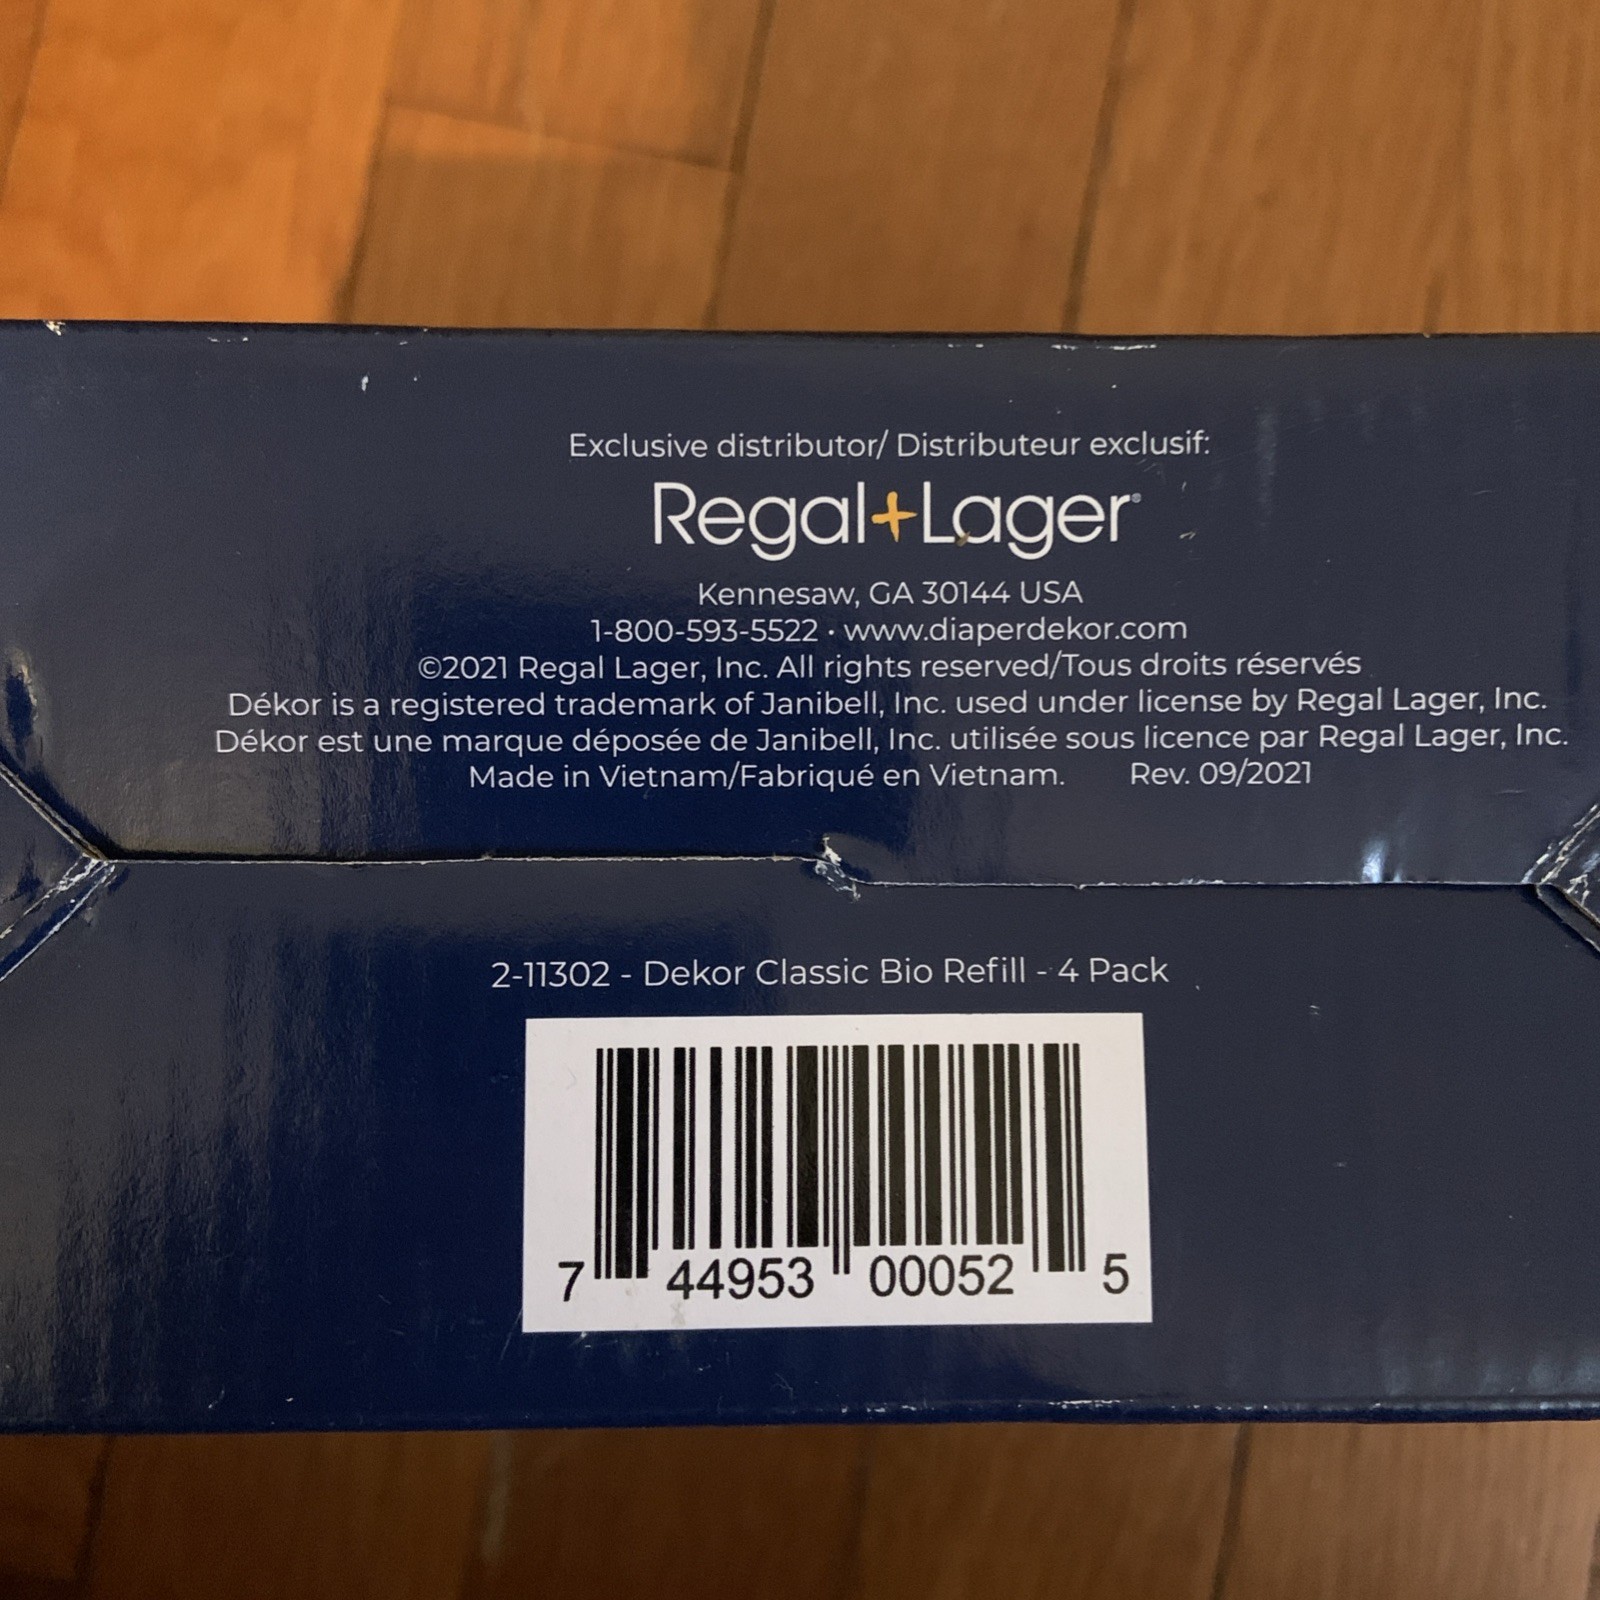 Exclusive distributor/ Distributeur exclusif:
Regal+Lager®
Kennesaw, GA 30144 USA
1-800-593-5522 • www.diaperdekor.com
©2021 Regal Lager, Inc. All rights reserved/Tous droits réservés
Dékor is a registered trademark of Janibell, Inc. used under license by Regal Lager, Inc.
Dékor est une marque déposée de Janibell, Inc. utilisée sous licence par Regal Lager, Inc.
Made in Vietnam/Fabriqué en Vietnam. Rev. 09/2021
2-11302 - Dekor Classic Bio Refill - 4 Pack
7 44953 00052 5